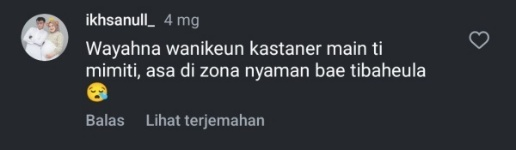 ikhsanull_ 4 mg
Wayahna wanikeun kastaner main ti
mimiti, asa di zona nyaman bae tibaheula
😪
Balas Lihat terjemahan